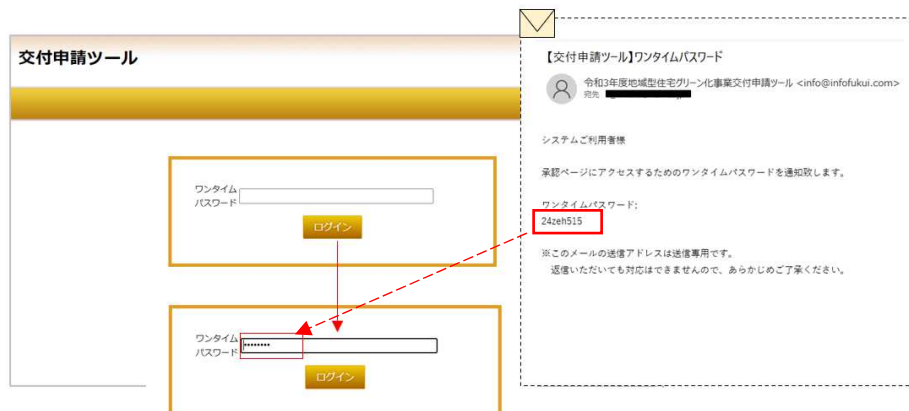 交付申請ツール
ワンタイム
パスワード
ログイン
ワンタイム
パスワード
ログイン
【交付申請ツール】ワンタイムパスワード
令和3年度地域型住宅グリーン化事業交付申請ツール <info@infofukui.com>
宛先
システムご利用者様
承認ページにアクセスするためのワンタイムパスワードを通知致します。
ワンタイムパスワード:
24zeh515
※このメールの送信アドレスは送信専用です。
返信いただいても対応はできませんので、あらかじめご了承ください。